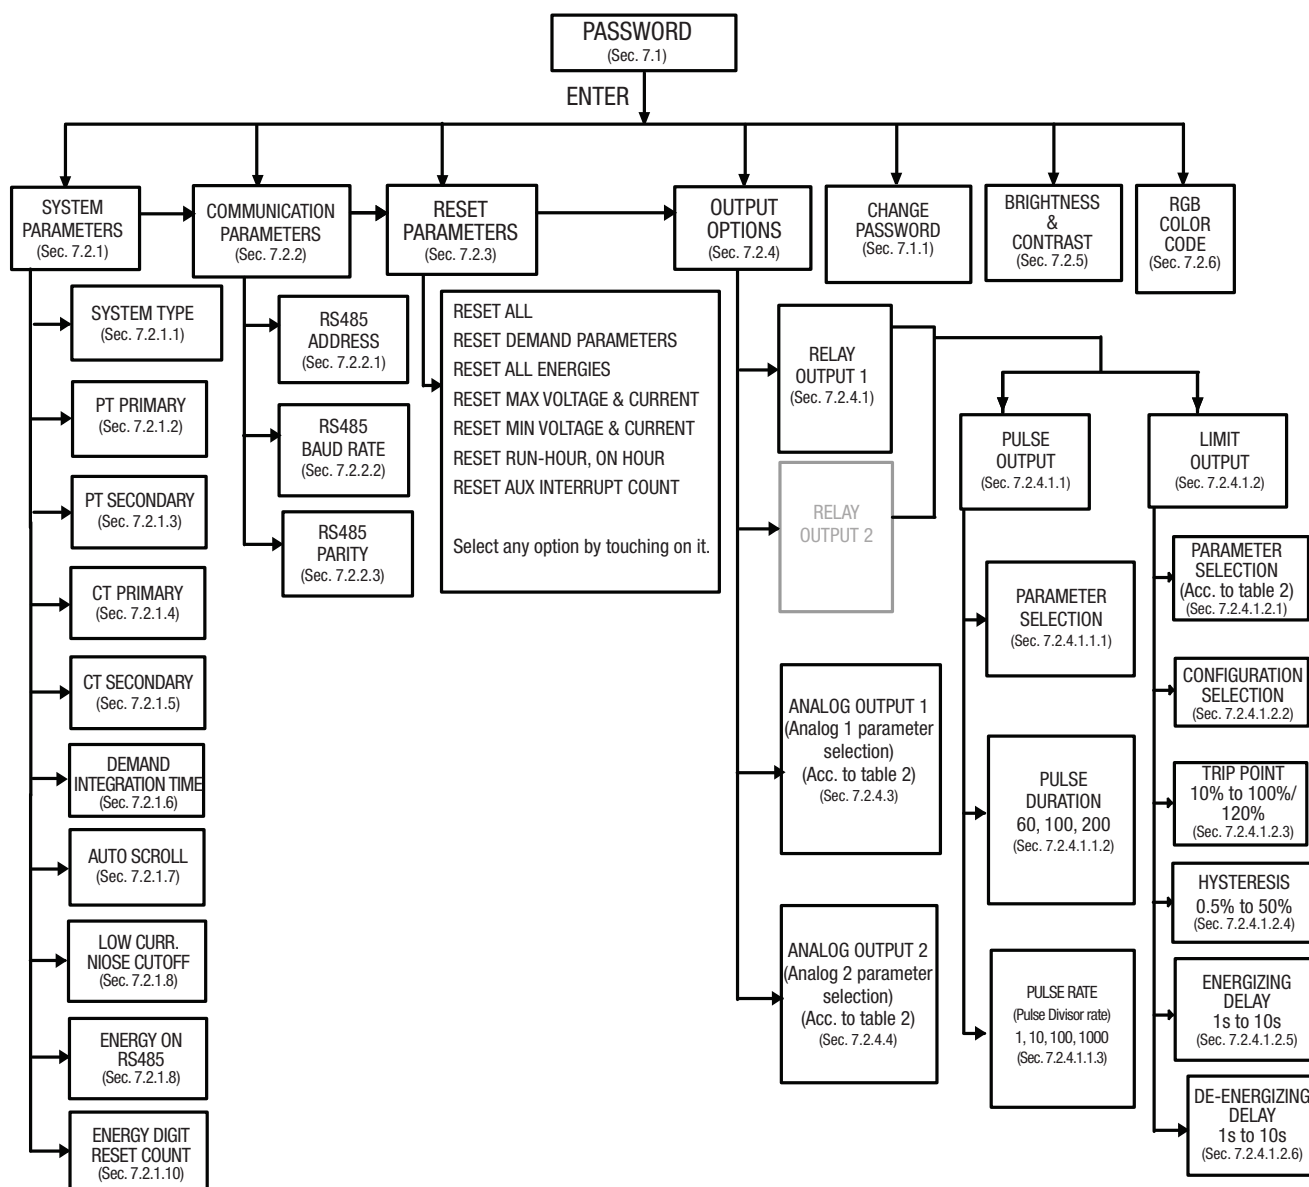 PASSWORD
(Sec. 7.1)
ENTER
SYSTEM
PARAMETERS
(Sec. 7.2.1)
COMMUNICATION
PARAMETERS
(Sec. 7.2.2)
RESET
PARAMETERS
(Sec. 7.2.3)
OUTPUT
OPTIONS
(Sec. 7.2.4)
CHANGE
PASSWORD
(Sec. 7.1.1)
BRIGHTNESS
&
CONTRAST
(Sec. 7.2.5)
RGB
COLOR
CODE
(Sec. 7.2.6)
SYSTEM TYPE
(Sec. 7.2.1.1)
PT PRIMARY
(Sec. 7.2.1.2)
PT SECONDARY
(Sec. 7.2.1.3)
CT PRIMARY
(Sec. 7.2.1.4)
CT SECONDARY
(Sec. 7.2.1.5)
DEMAND
INTEGRATION TIME
(Sec. 7.2.1.6)
AUTO SCROLL
(Sec. 7.2.1.7)
LOW CURR.
NIOSE CUTOFF
(Sec. 7.2.1.8)
ENERGY ON
RS485
(Sec. 7.2.1.8)
ENERGY DIGIT
RESET COUNT
(Sec. 7.2.1.10)
RS485
ADDRESS
(Sec. 7.2.2.1)
RS485
BAUD RATE
(Sec. 7.2.2.2)
RS485
PARITY
(Sec. 7.2.2.3)
RESET ALL
RESET DEMAND PARAMETERS
RESET ALL ENERGIES
RESET MAX VOLTAGE & CURRENT
RESET MIN VOLTAGE & CURRENT
RESET RUN-HOUR, ON HOUR
RESET AUX INTERRUPT COUNT
Select any option by touching on it.
RELAY
OUTPUT 1
(Sec. 7.2.4.1)
RELAY
OUTPUT 2
ANALOG OUTPUT 1
(Analog 1 parameter
selection)
(Acc. to table 2)
(Sec. 7.2.4.3)
ANALOG OUTPUT 2
(Analog 2 parameter
selection)
(Acc. to table 2)
(Sec. 7.2.4.4)
PULSE
OUTPUT
(Sec. 7.2.4.1.1)
PARAMETER
SELECTION
(Sec. 7.2.4.1.1.1)
PULSE
DURATION
60, 100, 200
(Sec. 7.2.4.1.1.2)
PULSE RATE
(Pulse Divisor rate)
1, 10, 100, 1000
(Sec. 7.2.4.1.1.3)
LIMIT
OUTPUT
(Sec. 7.2.4.1.2)
PARAMETER
SELECTION
(Acc. to table 2)
(Sec. 7.2.4.1.2.1)
CONFIGURATION
SELECTION
(Sec. 7.2.4.1.2.2)
TRIP POINT
10% to 100%/
120%
(Sec. 7.2.4.1.2.3)
HYSTERESIS
0.5% to 50%
(Sec. 7.2.4.1.2.4)
ENERGIZING
DELAY
1s to 10s
(Sec. 7.2.4.1.2.5)
DE-ENERGIZING
DELAY
1s to 10s
(Sec. 7.2.4.1.2.6)